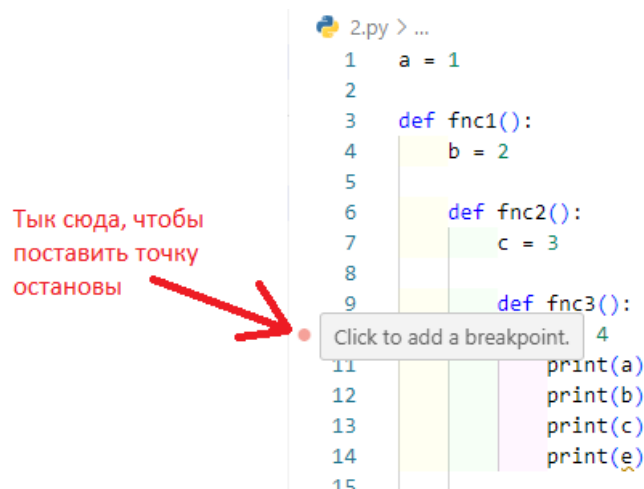 2.py > ...
1 a = 1
2
3 def fnc1():
4 b = 2
5
6 def fnc2():
7 c = 3
8
Тык сюда, чтобы
поставить точку
остановы
9 def fnc3():
Click to add a breakpoint. 4
11 print(a)
12 print(b)
13 print(c)
14 print(e)
15